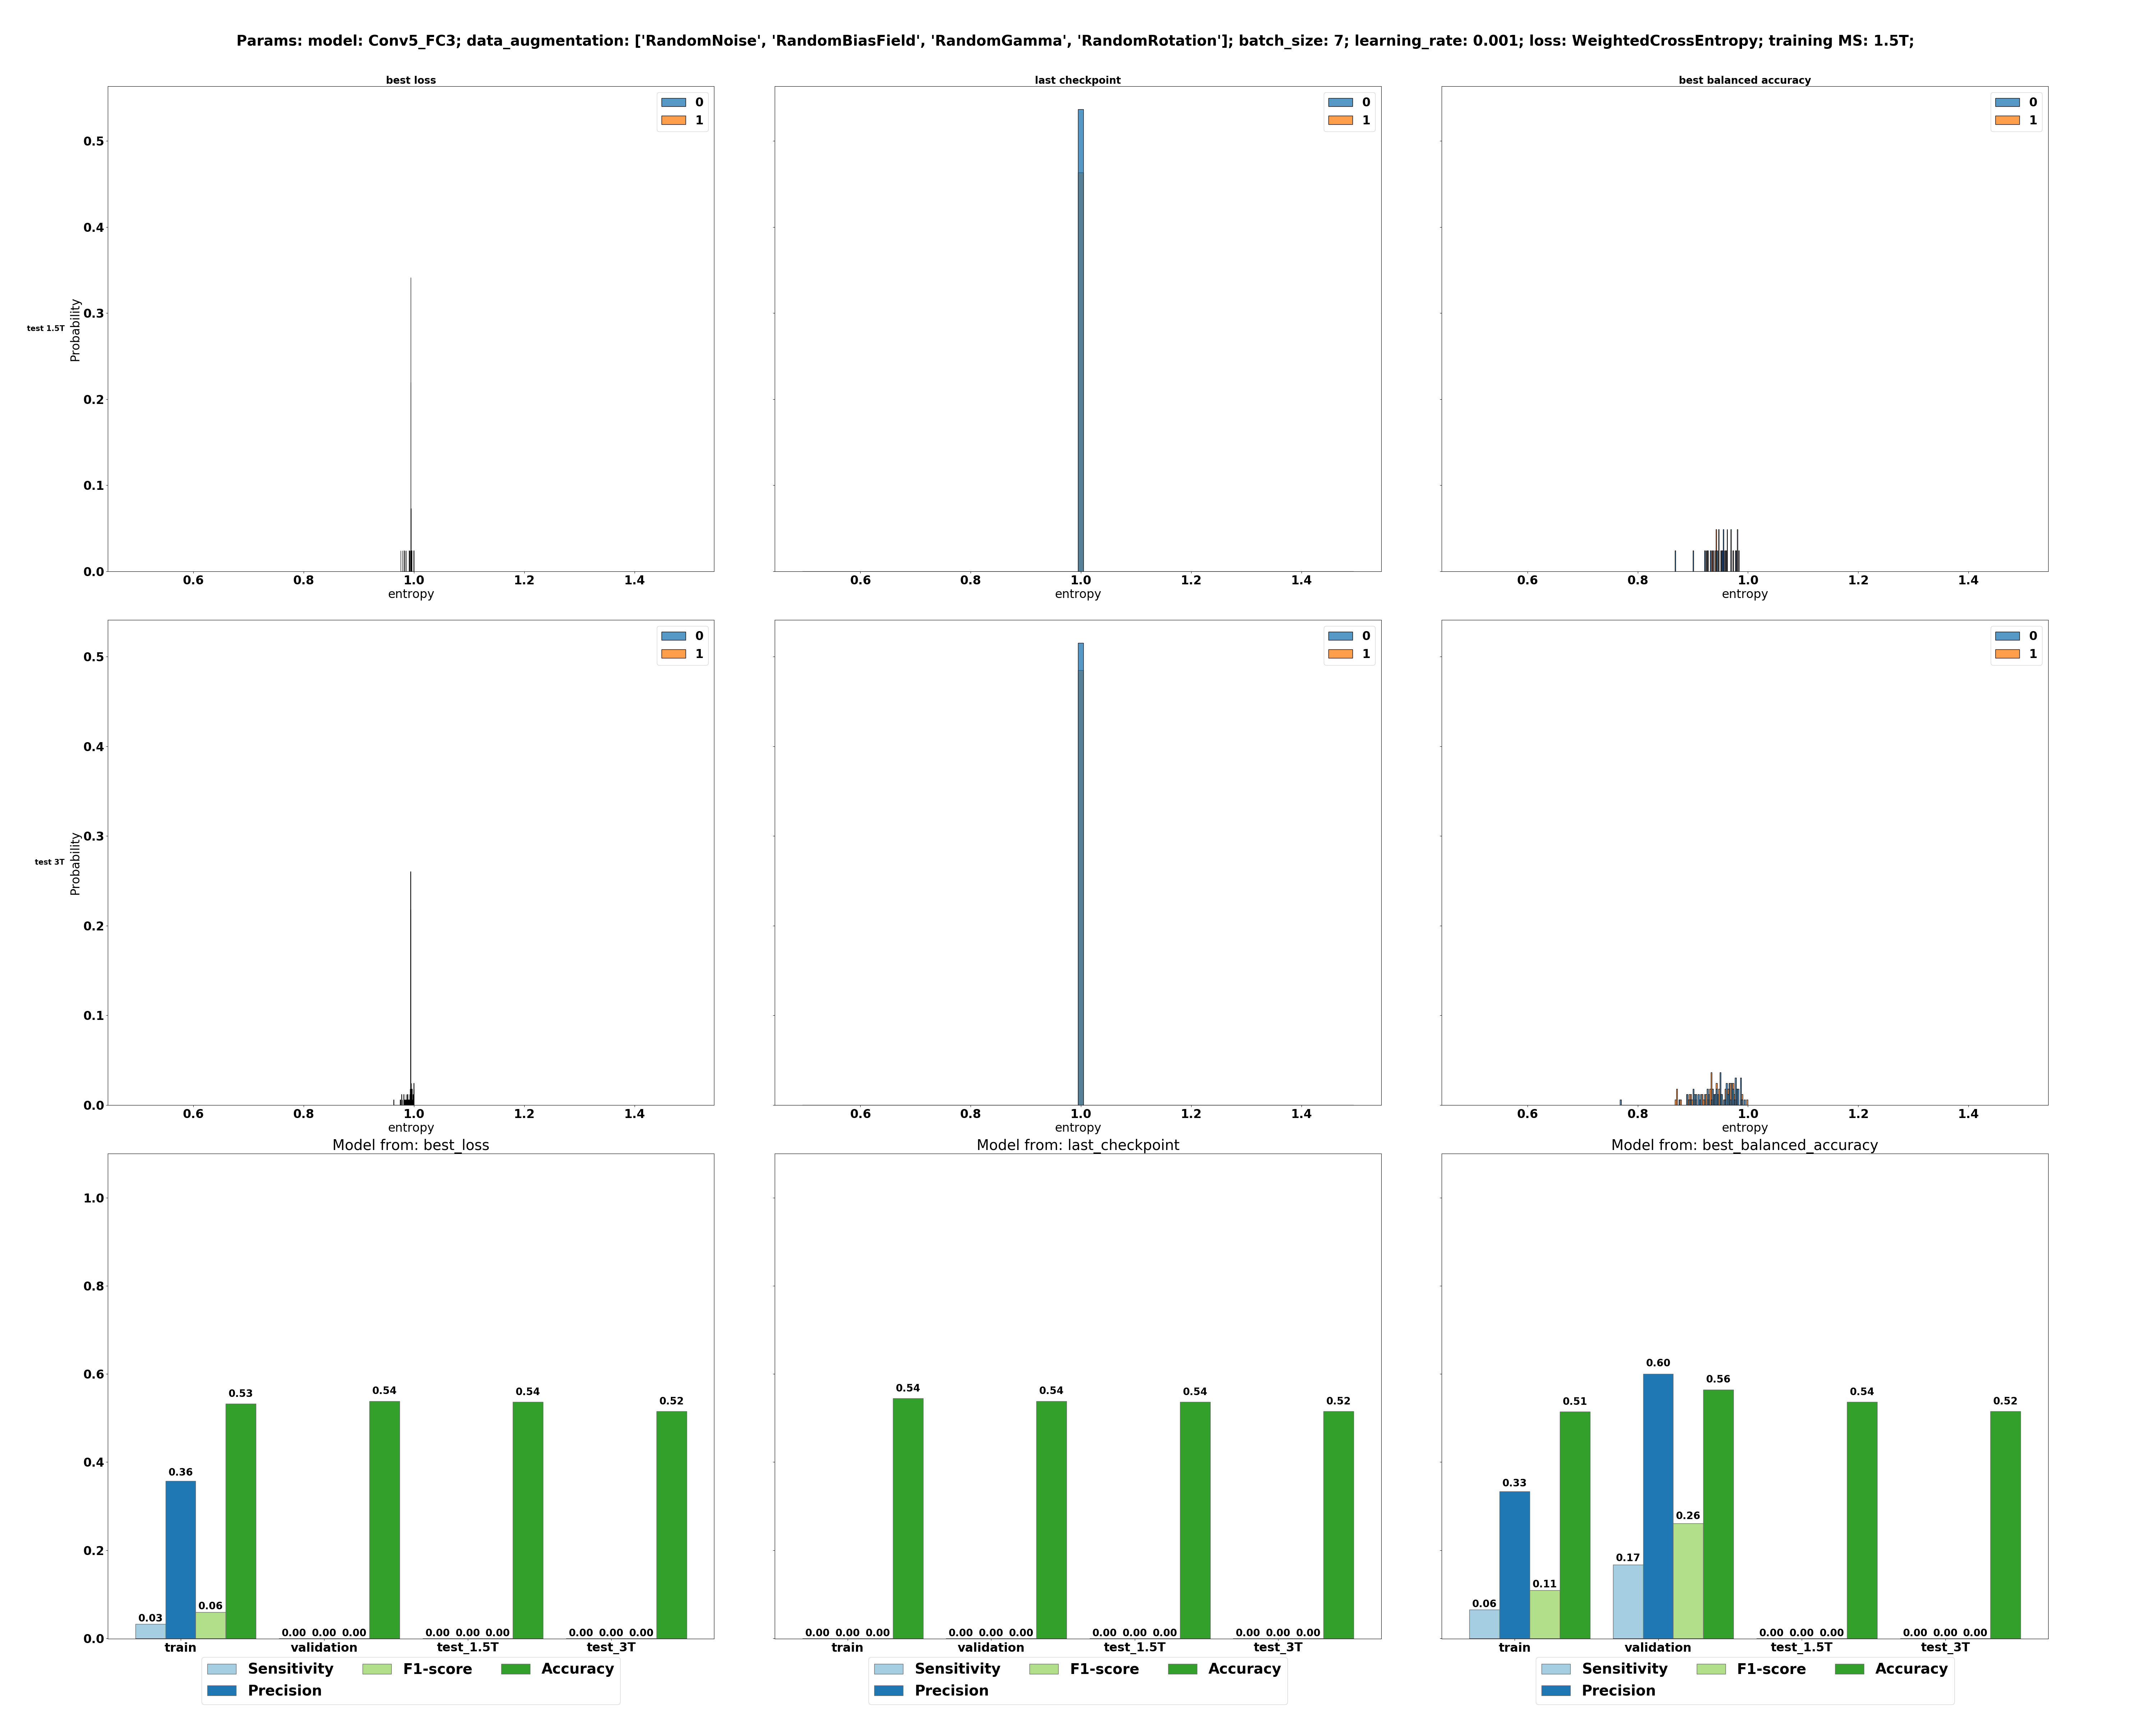 Params: model: Conv5_FC3; data_augmentation: ['RandomNoise', 'RandomBiasField', 'RandomGamma', 'RandomRotation']; batch_size: 7; learning_rate: 0.001; loss: WeightedCrossEntropy; training MS: 1.5T;
best loss
last checkpoint
best balanced accuracy
0
1
0
1
0
1
0.5
0.4
0.3
0.2
0.1
0.0
test 1.5T
Probability
0.6 0.8 1.0 1.2 1.4
entropy
0.6 0.8 1.0 1.2 1.4
entropy
0.6 0.8 1.0 1.2 1.4
entropy
0
1
0
1
0
1
0.5
0.4
0.3
0.2
0.1
0.0
test 3T
Probability
0.6 0.8 1.0 1.2 1.4
entropy
0.6 0.8 1.0 1.2 1.4
entropy
0.6 0.8 1.0 1.2 1.4
entropy
Model from: best_loss
1.0
0.8
0.6
0.4
0.2
0.0
0.03 0.36 0.06 0.53
0.00 0.00 0.00 0.54
0.00 0.00 0.00 0.54
0.00 0.00 0.00 0.52
train validation test_1.5T test_3T
Sensitivity F1-score Accuracy
Precision
Model from: last_checkpoint
0.00 0.00 0.00 0.54
0.00 0.00 0.00 0.54
0.00 0.00 0.00 0.54
0.00 0.00 0.00 0.52
train validation test_1.5T test_3T
Sensitivity F1-score Accuracy
Precision
Model from: best_balanced_accuracy
0.06 0.33 0.11 0.51
0.17 0.60 0.26 0.56
0.00 0.00 0.00 0.54
0.00 0.00 0.00 0.52
train validation test_1.5T test_3T
Sensitivity F1-score Accuracy
Precision